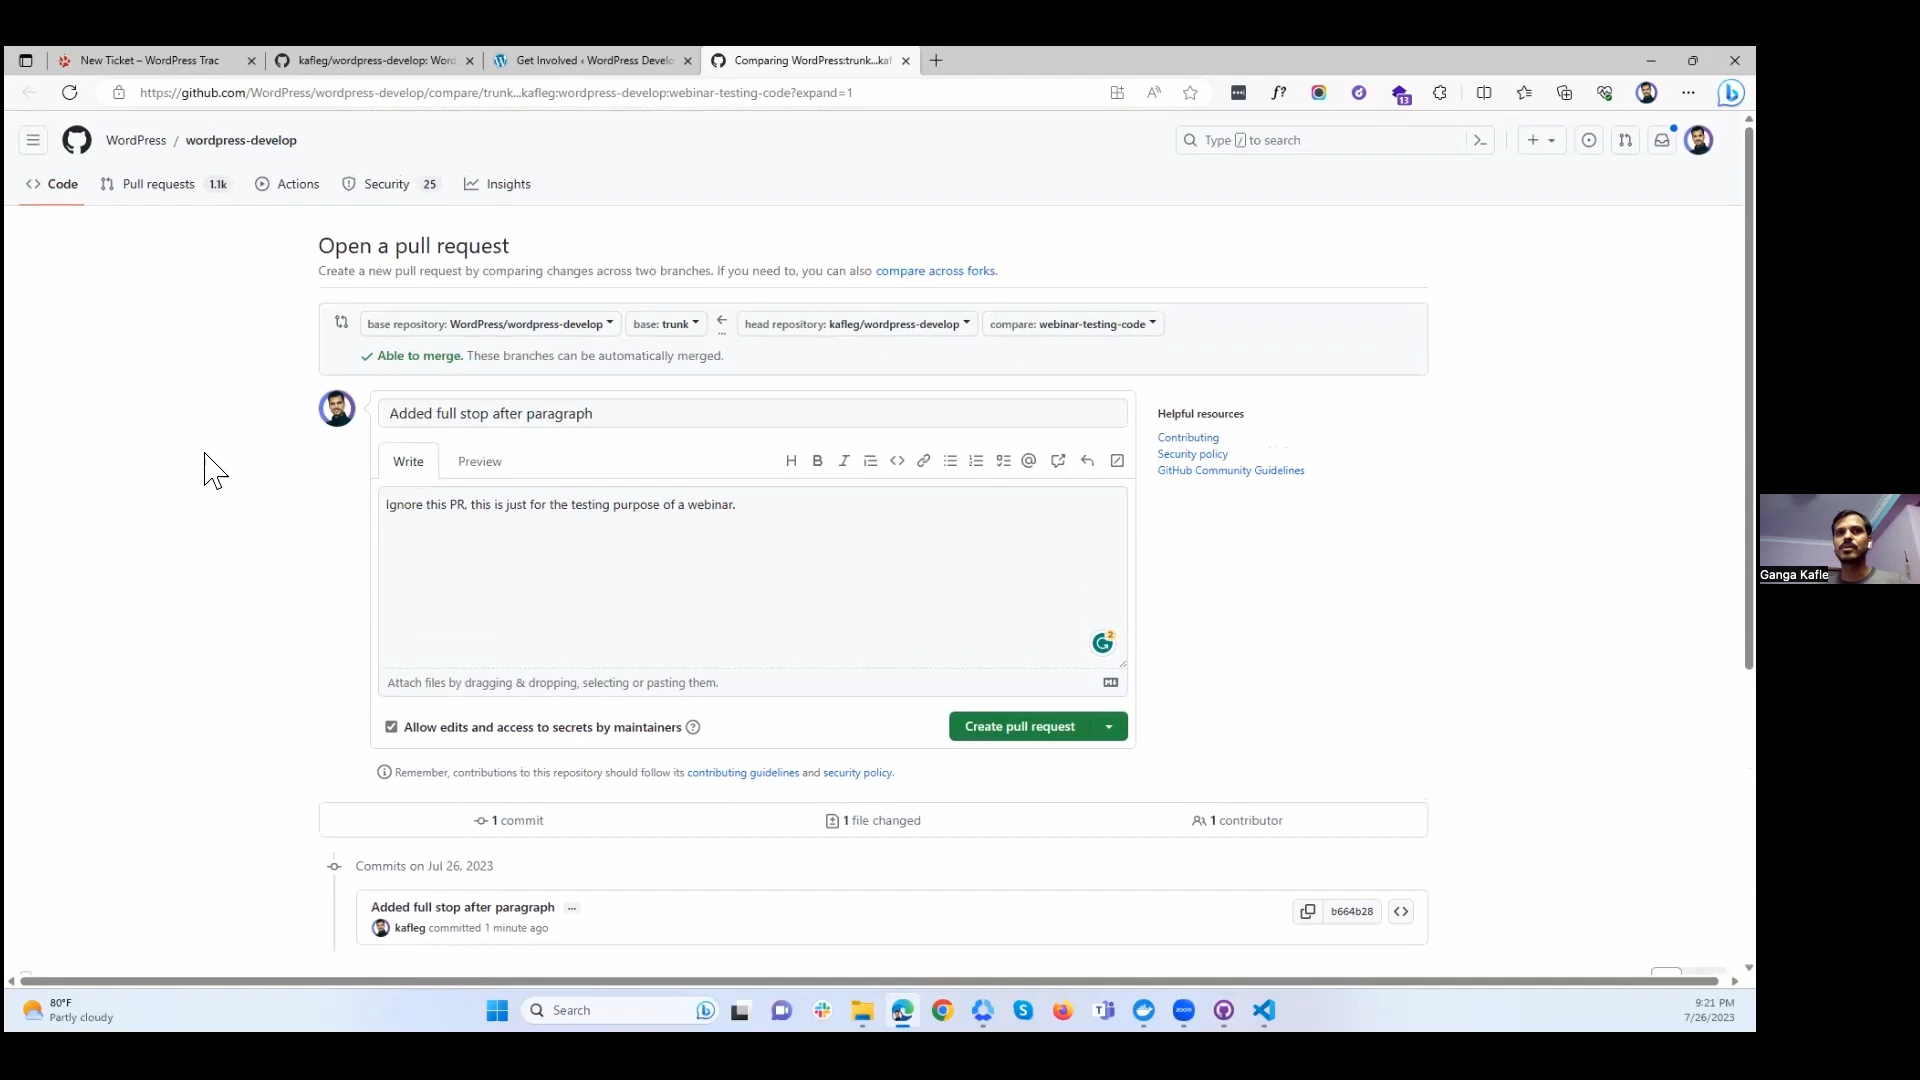 New Ticket – WordPress Trac
kafleg/wordpress-develop: Word
Get Involved ‹ WordPress Develo
Comparing WordPress:trunk...kaf
https://github.com/WordPress/wordpress-develop/compare/trunk...kafleg:wordpress-develop:webinar-testing-code?expand=1
13
WordPress / wordpress-develop
Type / to search
Code
Pull requests 1.1k
Actions
Security 25
Insights
Open a pull request
Create a new pull request by comparing changes across two branches. If you need to, you can also compare across forks.
base repository: WordPress/wordpress-develop
base: trunk
head repository: kafleg/wordpress-develop
compare: webinar-testing-code
Able to merge. These branches can be automatically merged.
Added full stop after paragraph
Helpful resources
Contributing
Security policy
GitHub Community Guidelines
Write
Preview
Ignore this PR, this is just for the testing purpose of a webinar.
2
Attach files by dragging & dropping, selecting or pasting them.
Allow edits and access to secrets by maintainers
Create pull request
Remember, contributions to this repository should follow its contributing guidelines and security policy.
1 commit
1 file changed
1 contributor
Commits on Jul 26, 2023
Added full stop after paragraph
kafleg committed 1 minute ago
b664b28
Ganga Kafle
80°F
Partly cloudy
Search
zoom
9:21 PM
7/26/2023